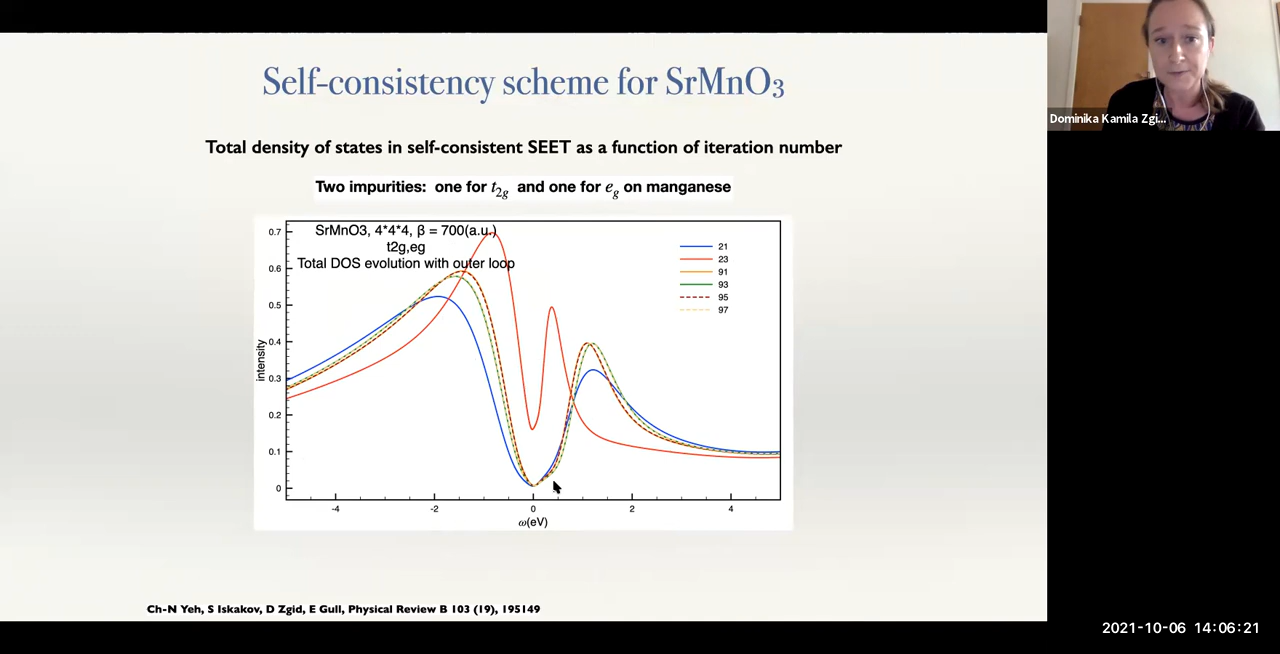 Self-consistency scheme for SrMnO3
Dominika Kamila Zgi...
Total density of states in self-consistent SEET as a function of iteration number
Two impurities: one for t2g and one for eg on manganese
SrMnO3, 4*4*4, β = 700(a.u.)
t2g,eg
Total DOS evolution with outer loop
21
23
91
93
95
97
0.7
0.6
0.5
0.4
0.3
0.2
0.1
0
intensity
-4 -2 0 2 4
ω(eV)
Ch-N Yeh, S Iskakov, D Zgid, E Gull, Physical Review B 103 (19), 195149
2021-10-06 14:06:21